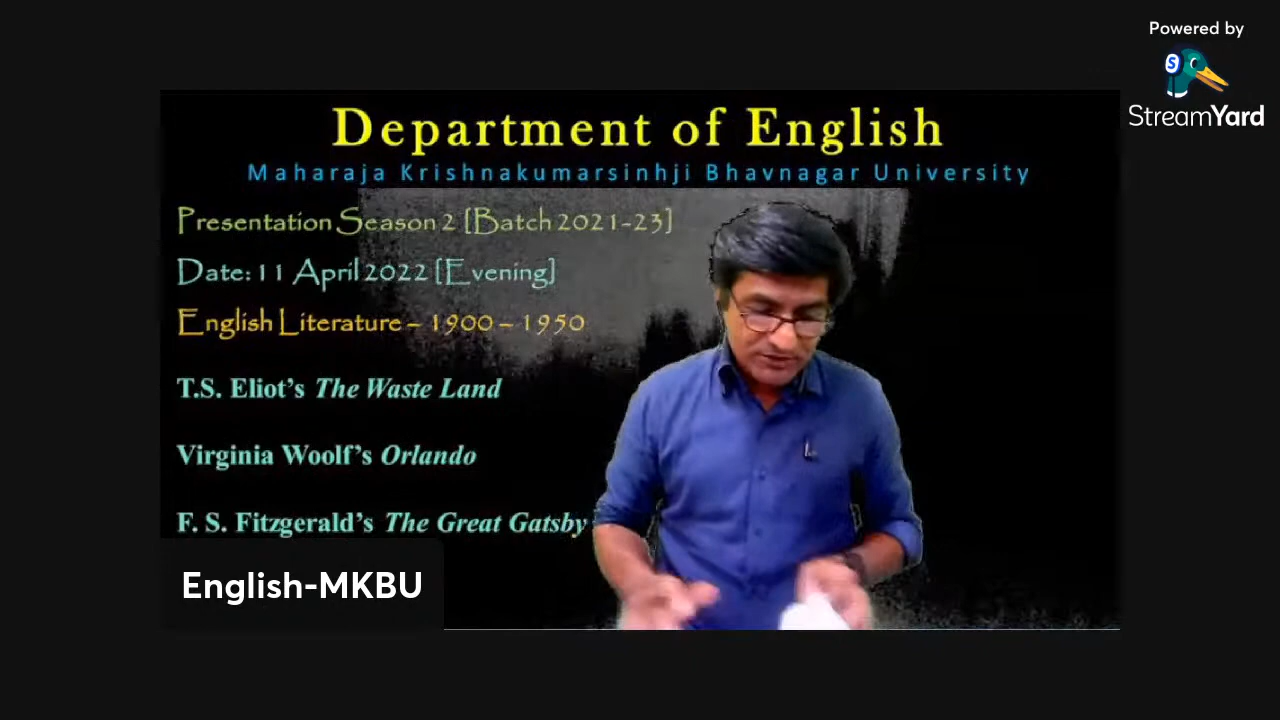 Powered by
StreamYard
Department of English
Maharaja Krishnakumarsinhji Bhavnagar University
Presentation Season 2 [Batch 2021-23]
Date: 11 April 2022 [Evening]
English Literature – 1900 – 1950
T.S. Eliot's The Waste Land
Virginia Woolf's Orlando
F. S. Fitzgerald's The Great Gatsby
English-MKBU